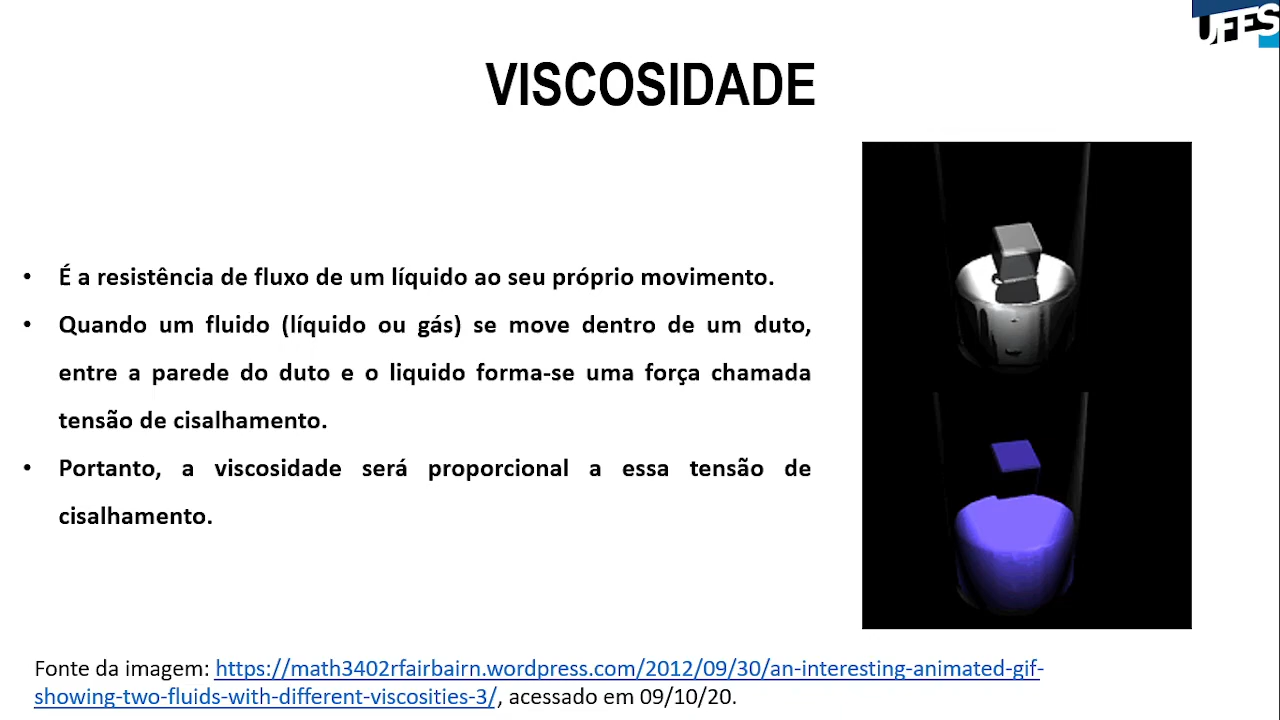 UFES
VISCOSIDADE
• É a resistência de fluxo de um líquido ao seu próprio movimento.
• Quando um fluido (líquido ou gás) se move dentro de um duto,
entre a parede do duto e o liquido forma-se uma força chamada
tensão de cisalhamento.
• Portanto, a viscosidade será proporcional a essa tensão de
cisalhamento.
Fonte da imagem: https://math3402rfairbairn.wordpress.com/2012/09/30/an-interesting-animated-gif-
showing-two-fluids-with-different-viscosities-3/, acessado em 09/10/20.